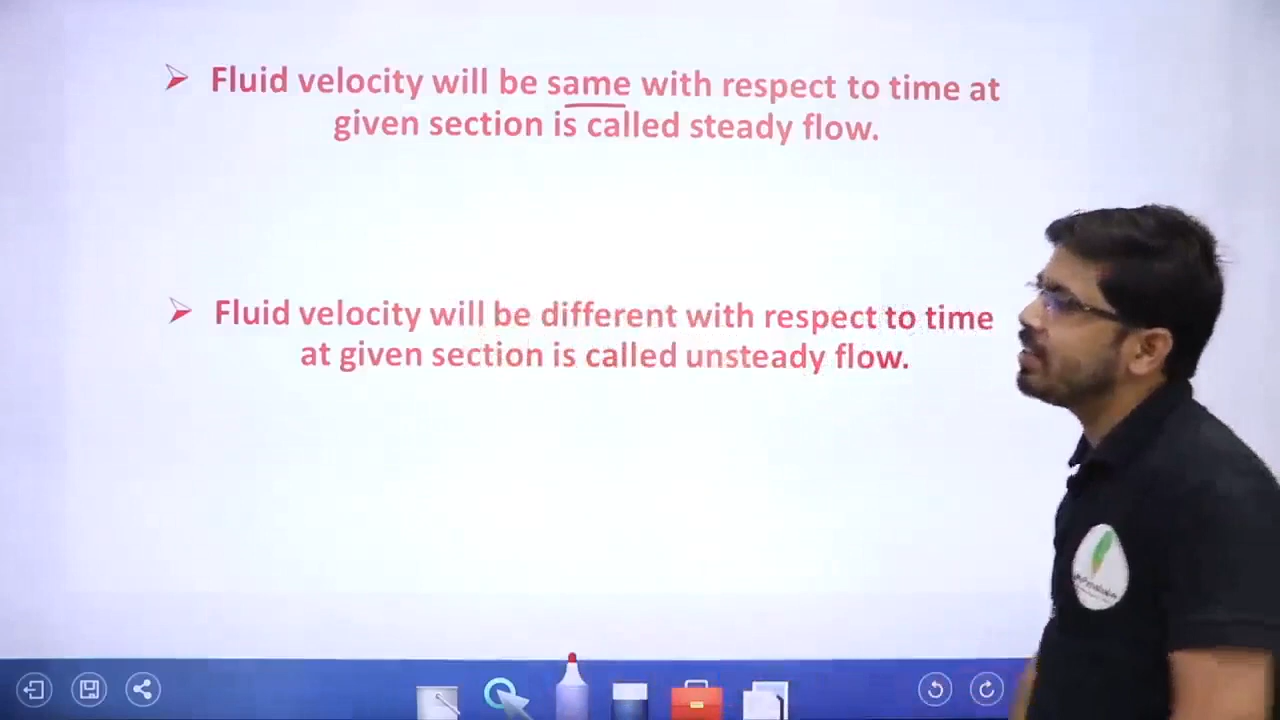 Fluid velocity will be same with respect to time at
given section is called steady flow.
Fluid velocity will be different with respect to time
at given section is called unsteady flow.